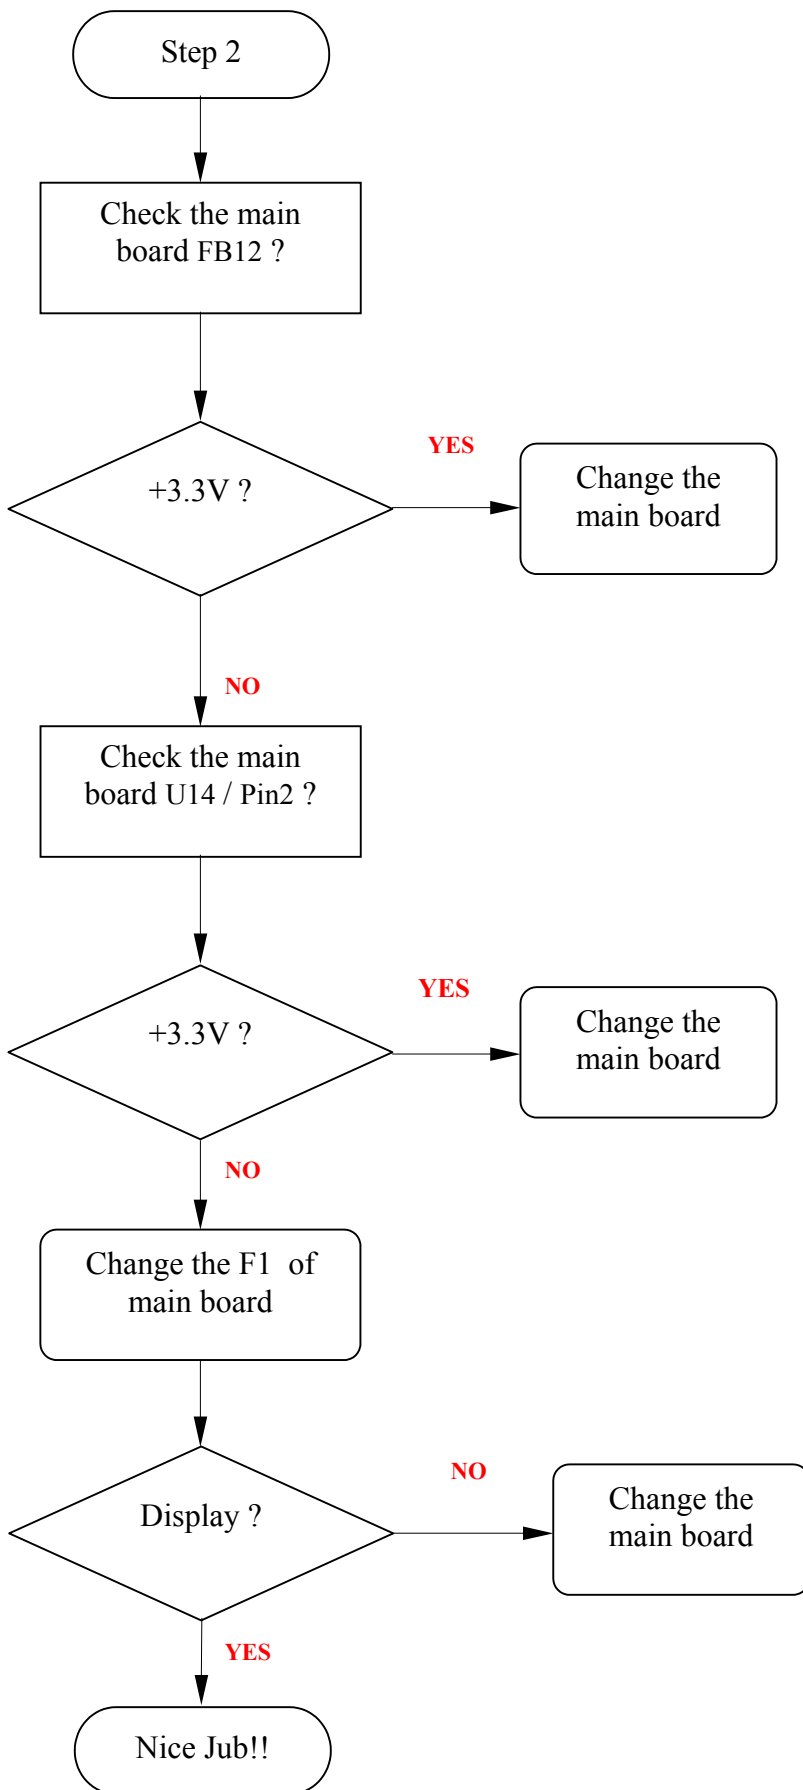 Step 2
Check the main
board FB12 ?
+3.3V ?
YES
Change the
main board
NO
Check the main
board U14 / Pin2 ?
+3.3V ?
YES
Change the
main board
NO
Change the F1 of
main board
Display ?
NO
Change the
main board
YES
Nice Jub!!